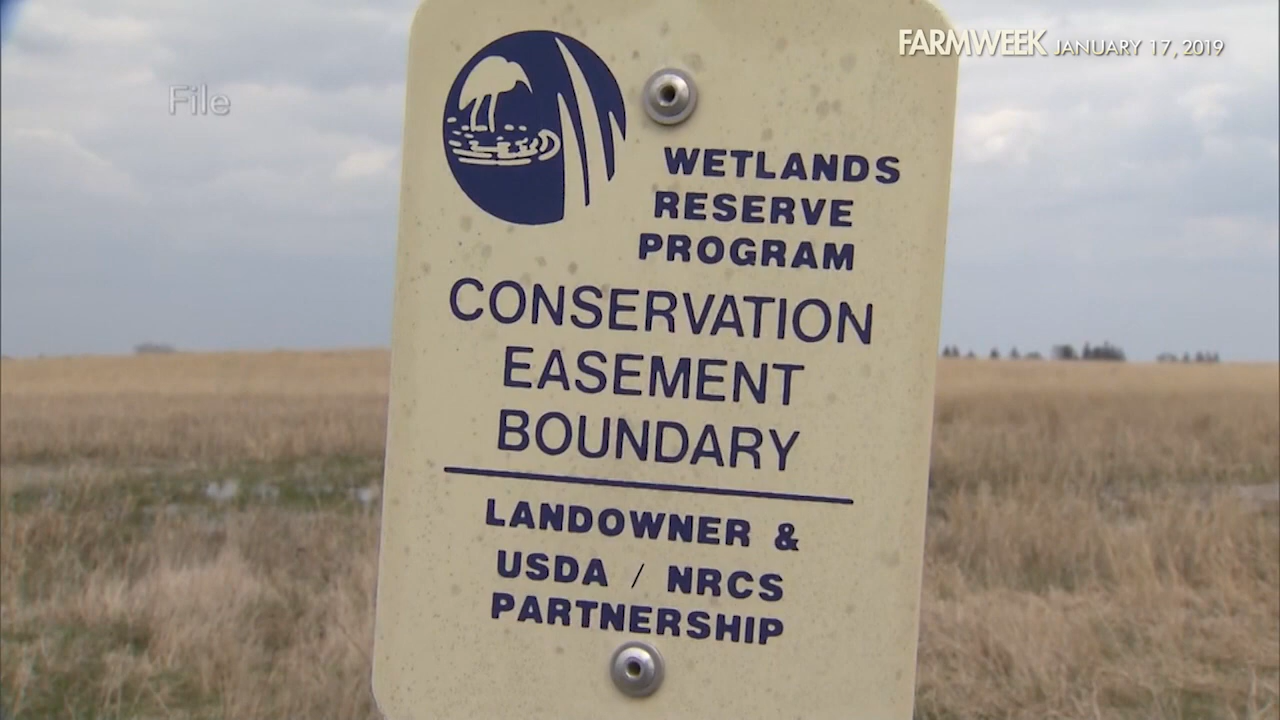 FARMWEEK JANUARY 17, 2019
File
WETLANDS
RESERVE
PROGRAM
CONSERVATION
EASEMENT
BOUNDARY
LANDOWNER &
USDA / NRCS
PARTNERSHIP